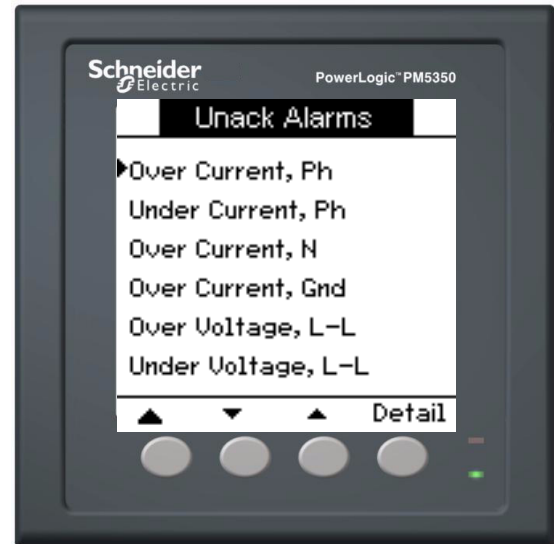 Schneider
Electric
PowerLogic™ PM5350
Unack Alarms
Over Current, Ph
Under Current, Ph
Over Current, N
Over Current, Gnd
Over Voltage, L-L
Under Voltage, L-L
Detail